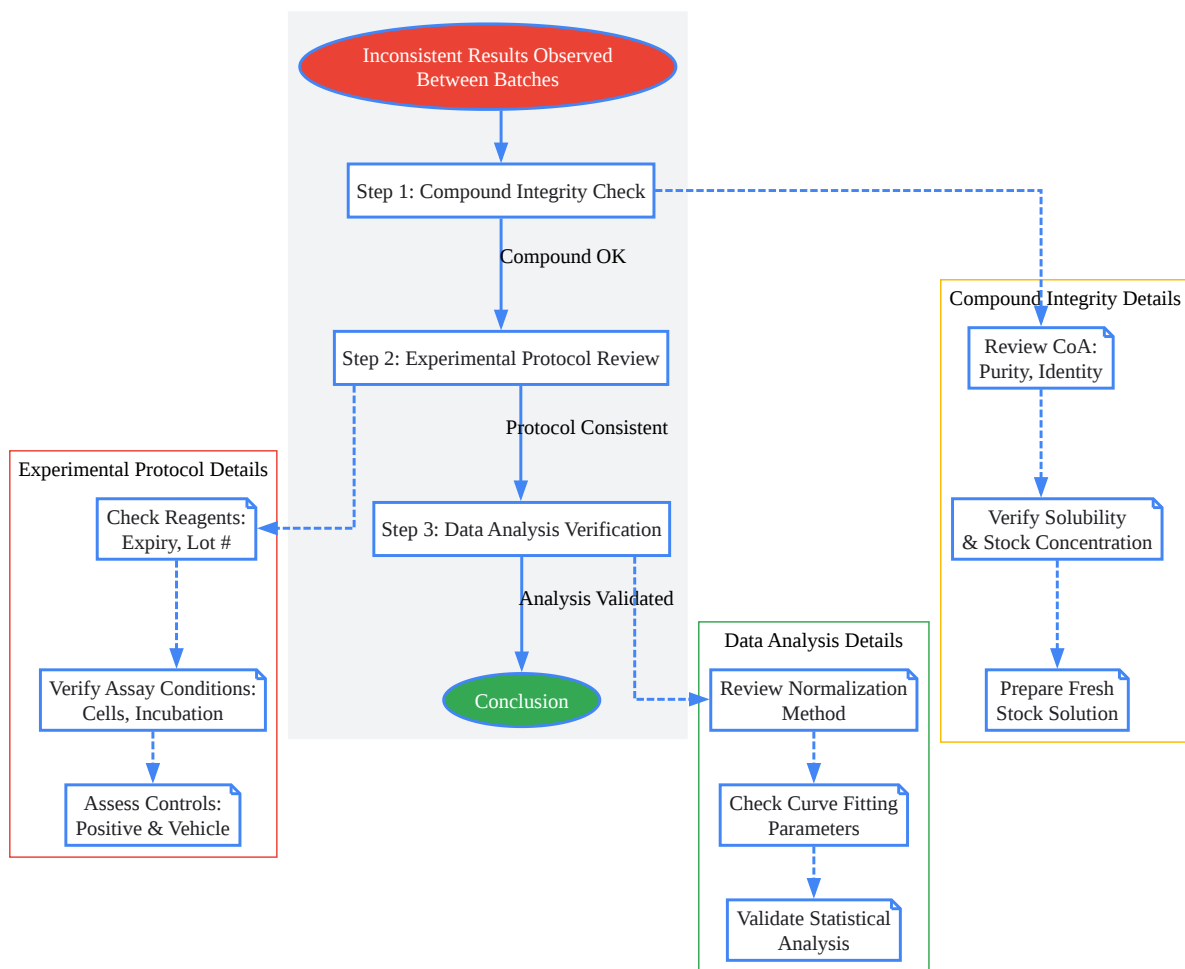 Inconsistent Results Observed
Between Batches
Step 1: Compound Integrity Check
Compound OK
Step 2: Experimental Protocol Review
Protocol Consistent
Step 3: Data Analysis Verification
Analysis Validated
Conclusion
Experimental Protocol Details
Check Reagents:
Expiry, Lot #
Verify Assay Conditions:
Cells, Incubation
Assess Controls:
Positive & Vehicle
Data Analysis Details
Review Normalization
Method
Check Curve Fitting
Parameters
Validate Statistical
Analysis
Compound Integrity Details
Review CoA:
Purity, Identity
Verify Solubility
& Stock Concentration
Prepare Fresh
Stock Solution